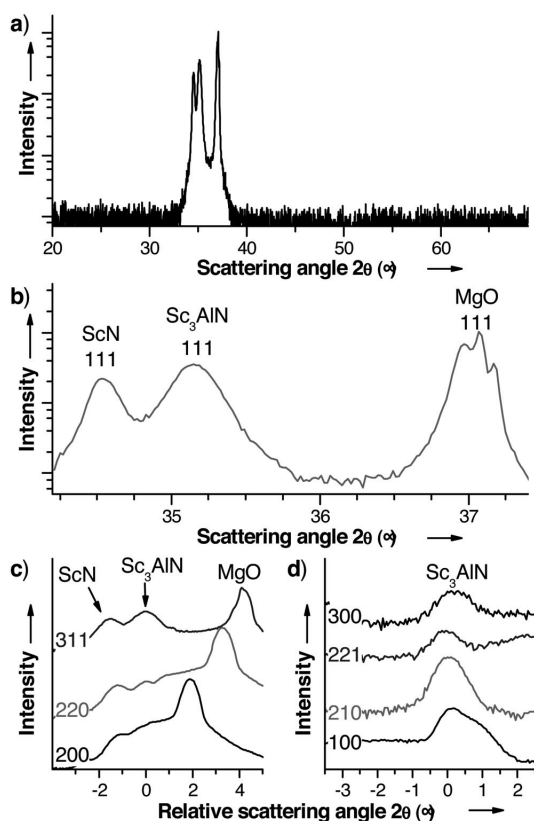 a)
Intensity
20 30 40 50 60
Scattering angle 2θ (∝)
b)
ScN
111
Sc3AlN
111
MgO
111
Intensity
35 36 37
Scattering angle 2θ (∝)
c)
ScN
Sc3AlN
MgO
311
220
200
Intensity
-2 0 2 4
d)
Sc3AlN
300
221
210
100
Intensity
-3 -2 -1 0 1 2
Relative scattering angle 2θ (∝)